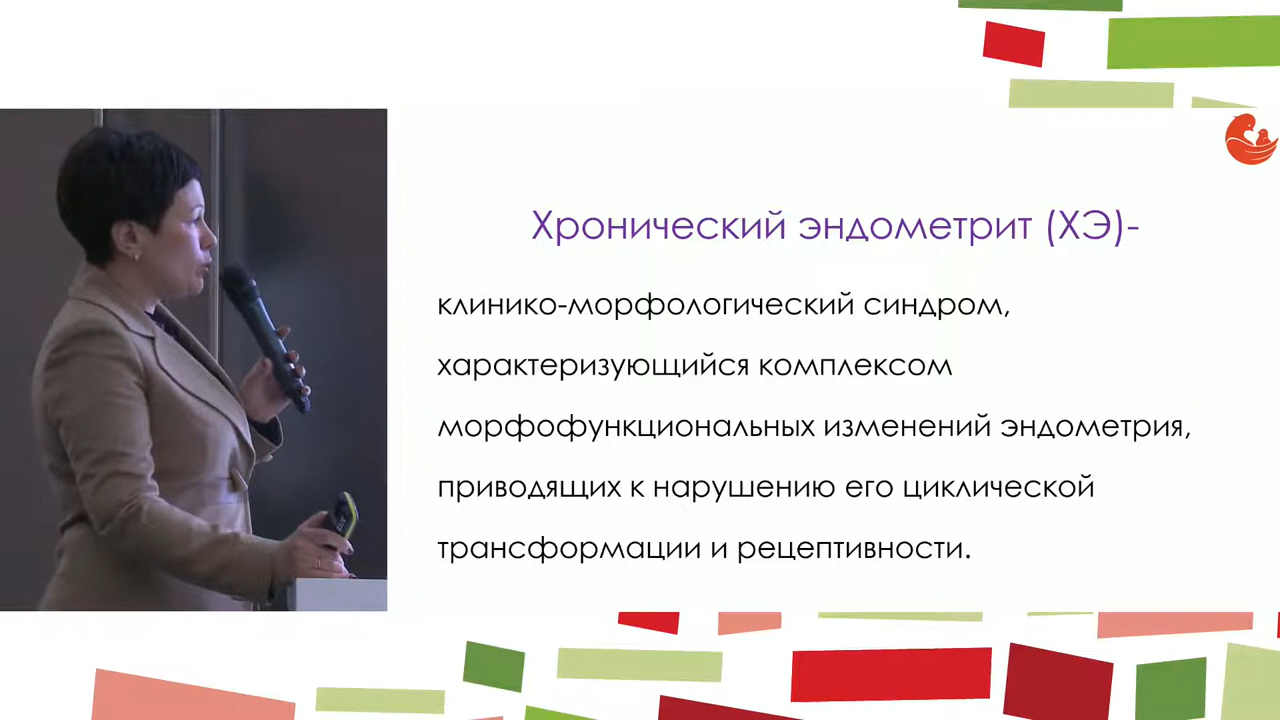 Хронический эндометрит (ХЭ)-
клинико-морфологический синдром,
характеризующийся комплексом
морфофункциональных изменений эндометрия,
приводящих к нарушению его циклической
трансформации и рецептивности.